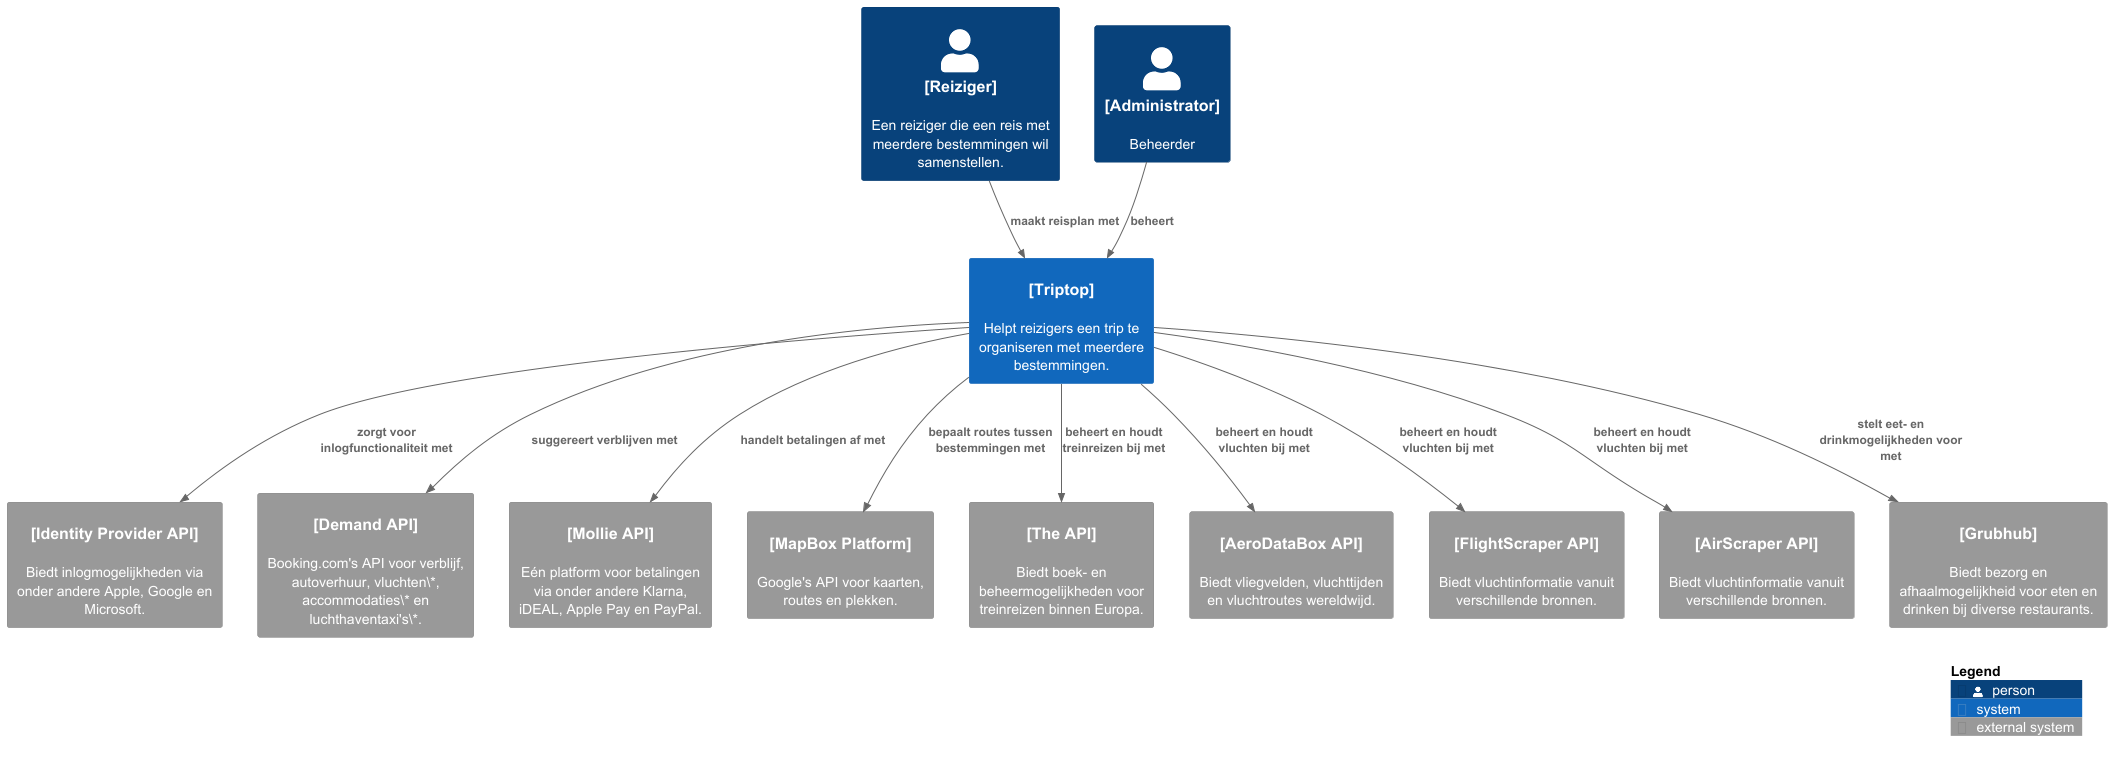 [Reiziger]
Een reiziger die een reis met
meerdere bestemmingen wil
samenstellen.
[Administrator]
Beheerder
maakt reisplan met
beheert
[Triptop]
Helpt reizigers een trip te
organiseren met meerdere
bestemmingen.
zorgt voor
inlogfunctionaliteit met
suggereert verblijven met
handelt betalingen af met
bepaalt routes tussen
bestemmingen met
beheert en houdt
treinreizen bij met
beheert en houdt
vluchten bij met
beheert en houdt
vluchten bij met
beheert en houdt
vluchten bij met
stelt eet- en
drinkmogelijkheden voor
met
[Identity Provider API]
Biedt inlogmogelijkheden via
onder andere Apple, Google en
Microsoft.
[Demand API]
Booking.com's API voor verblijf,
autoverhuur, vluchten\*,
accommodaties\* en
luchthaventaxi's\*.
[Mollie API]
Eén platform voor betalingen
via onder andere Klarna,
iDEAL, Apple Pay en PayPal.
[MapBox Platform]
Google's API voor kaarten,
routes en plekken.
[The API]
Biedt boek- en
beheermogelijkheden voor
treinreizen binnen Europa.
[AeroDataBox API]
Biedt vliegvelden, vluchttijden
en vluchtroutes wereldwijd.
[FlightScraper API]
Biedt vluchtinformatie vanuit
verschillende bronnen.
[AirScraper API]
Biedt vluchtinformatie vanuit
verschillende bronnen.
[Grubhub]
Biedt bezorg en
afhaalmogelijkheid voor eten en
drinken bij diverse restaurants.
Legend
person
system
external system